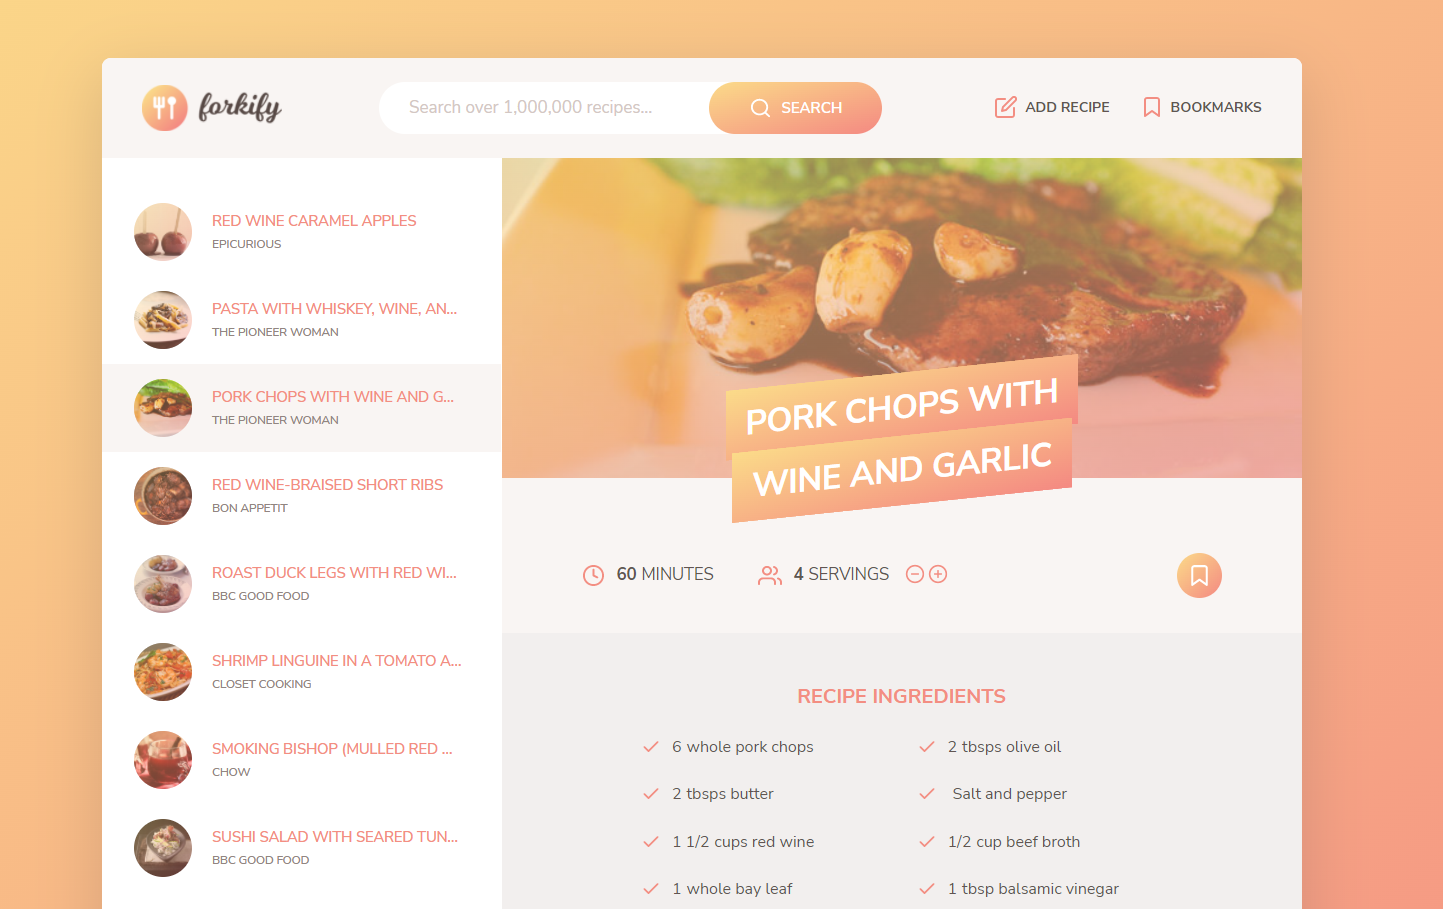 forkify
Search over 1,000,000 recipes...
SEARCH
ADD RECIPE
BOOKMARKS
RED WINE CARAMEL APPLES
EPICURIOUS
PASTA WITH WHISKEY, WINE, AN...
THE PIONEER WOMAN
PORK CHOPS WITH WINE AND G...
THE PIONEER WOMAN
RED WINE-BRAISED SHORT RIBS
BON APPETIT
ROAST DUCK LEGS WITH RED WI...
BBC GOOD FOOD
SHRIMP LINGUINE IN A TOMATO A...
CLOSET COOKING
SMOKING BISHOP (MULLED RED ...
CHOW
SUSHI SALAD WITH SEARED TUN...
BBC GOOD FOOD
PORK CHOPS WITH
WINE AND GARLIC
60 MINUTES
4 SERVINGS
RECIPE INGREDIENTS
6 whole pork chops
2 tbsps olive oil
2 tbsps butter
Salt and pepper
1 1/2 cups red wine
1/2 cup beef broth
1 whole bay leaf
1 tbsp balsamic vinegar